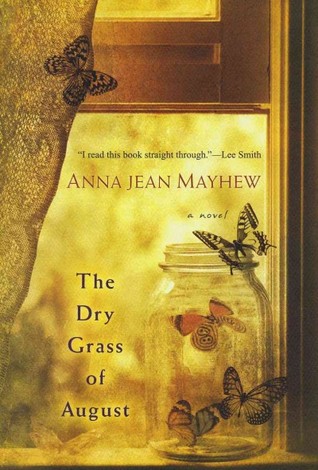 “I read this book straight through.”—Lee Smith
ANNA JEAN MAYHEW
a novel
The
Dry
Grass
of
August